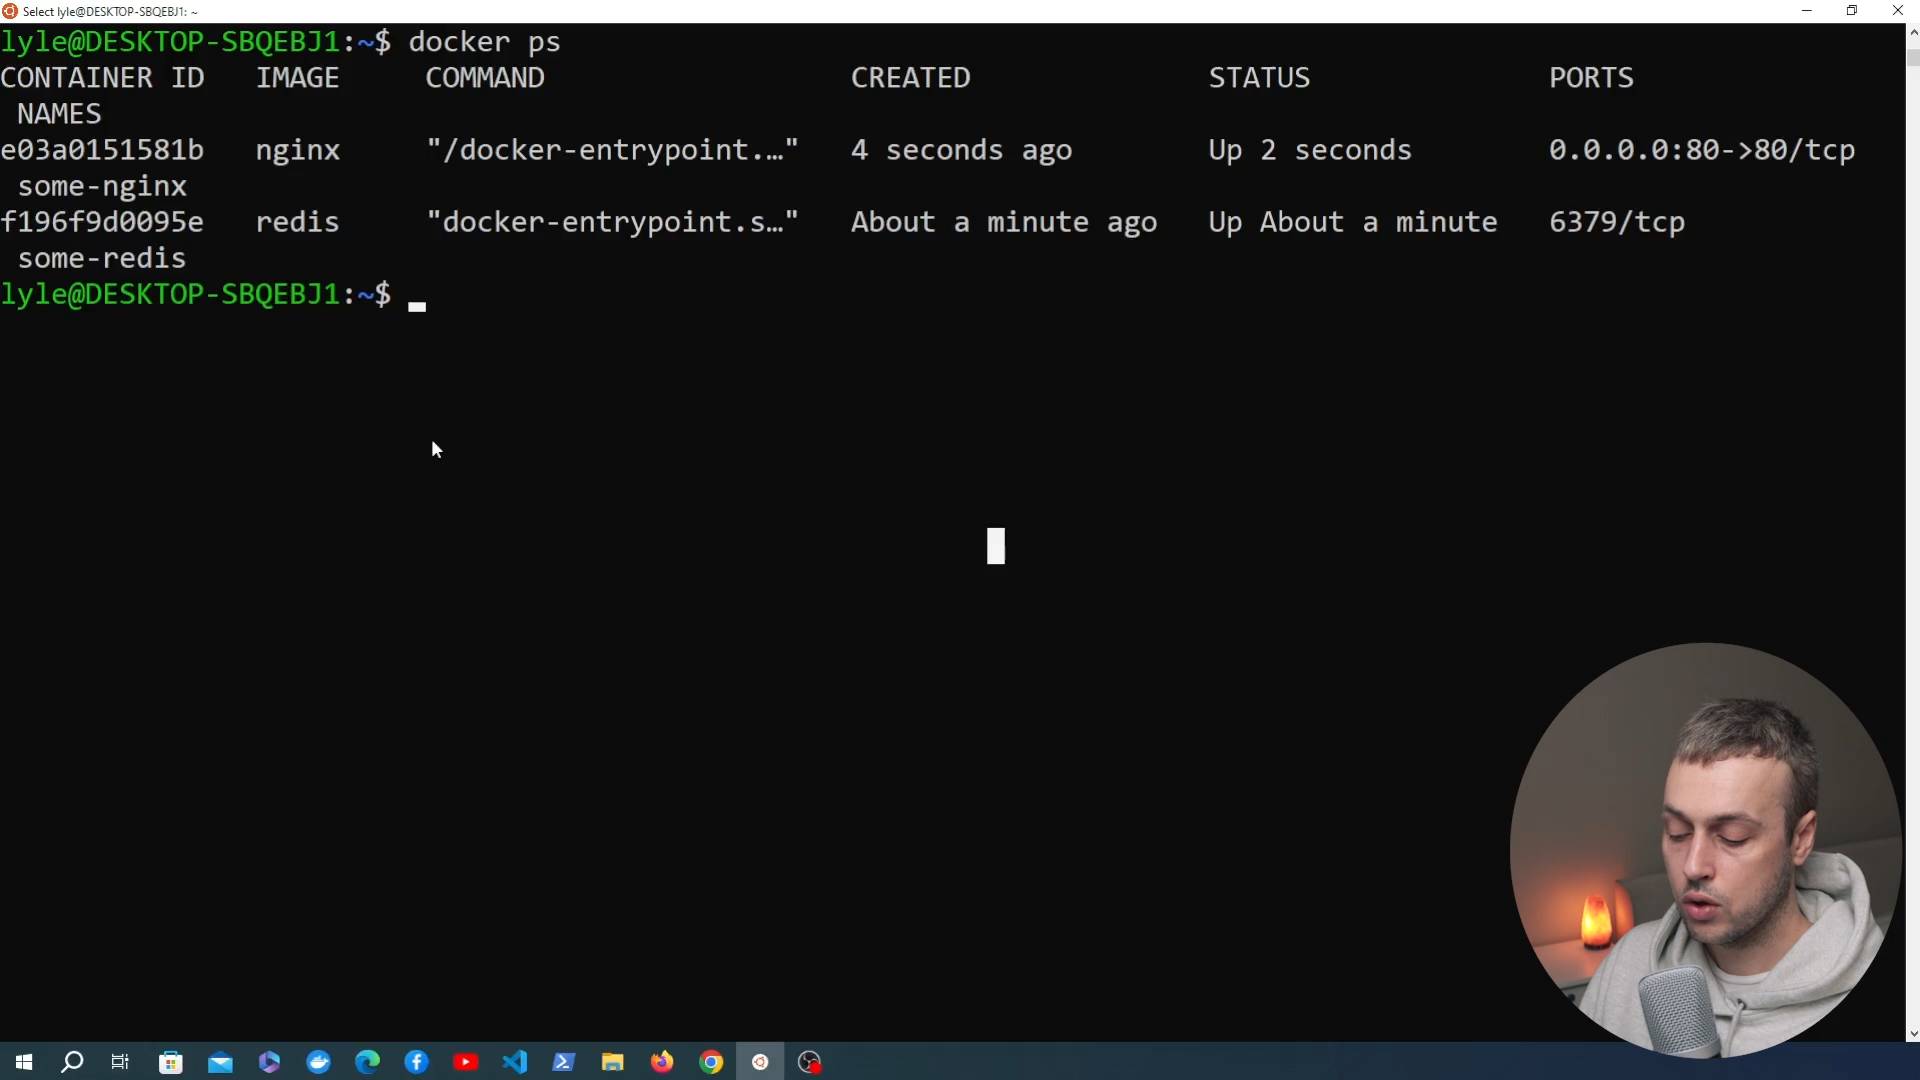 Select lyle@DESKTOP-SBQEBJ1: ~
lyle@DESKTOP-SBQEBJ1:~$ docker ps
CONTAINER ID IMAGE COMMAND CREATED STATUS PORTS
NAMES
e03a0151581b nginx "/docker-entrypoint.…" 4 seconds ago Up 2 seconds 0.0.0.0:80->80/tcp
some-nginx
f196f9d0095e redis "docker-entrypoint.s…" About a minute ago Up About a minute 6379/tcp
some-redis
lyle@DESKTOP-SBQEBJ1:~$